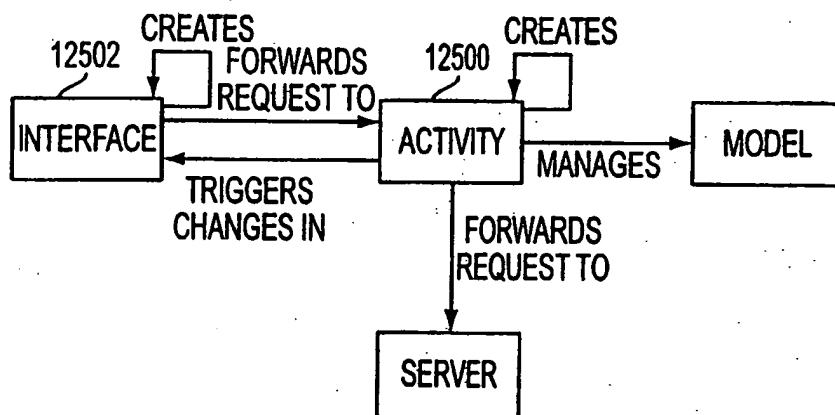 CREATES
12502
FORWARDS
REQUEST TO
INTERFACE
TRIGGERS
CHANGES IN
CREATES
12500
ACTIVITY
MANAGES
MODEL
FORWARDS
REQUEST TO
SERVER